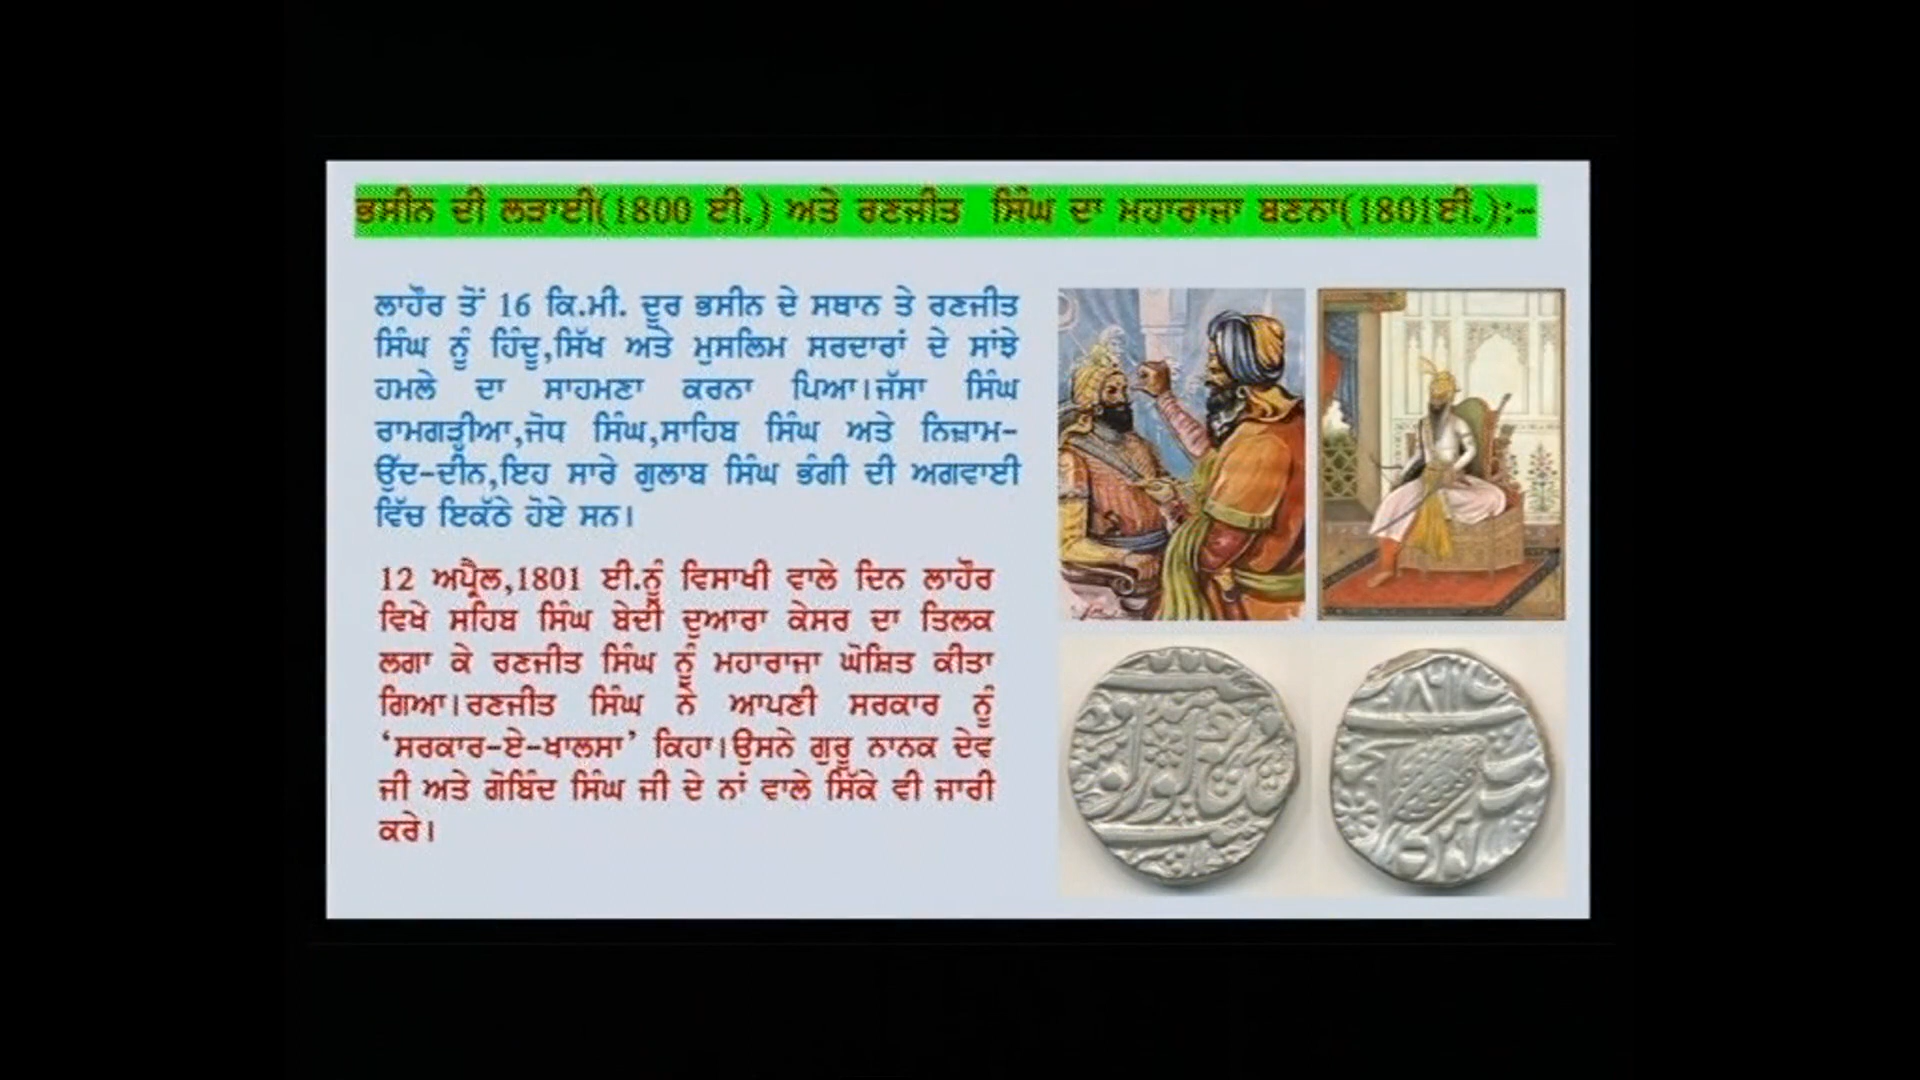 ਭਸੀਨ ਦੀ ਲੜਾਈ(1800 ਈ.) ਅਤੇ ਰਣਜੀਤ ਸਿੰਘ ਦਾ ਮਹਾਰਾਜਾ ਬਣਨਾ(1801ਈ.):-
ਲਾਹੌਰ ਤੋਂ 16 ਕਿ.ਮੀ. ਦੂਰ ਭਸੀਨ ਦੇ ਸਥਾਨ ਤੇ ਰਣਜੀਤ
ਸਿੰਘ ਨੂੰ ਹਿੰਦੂ,ਸਿੱਖ ਅਤੇ ਮੁਸਲਿਮ ਸਰਦਾਰਾਂ ਦੇ ਸਾਂਝੇ
ਹਮਲੇ ਦਾ ਸਾਹਮਣਾ ਕਰਨਾ ਪਿਆ।ਜੱਸਾ ਸਿੰਘ
ਰਾਮਗੜ੍ਹੀਆ,ਜੋਧ ਸਿੰਘ,ਸਾਹਿਬ ਸਿੰਘ ਅਤੇ ਨਿਜ਼ਾਮ-
ਉੱਦ-ਦੀਨ,ਇਹ ਸਾਰੇ ਗੁਲਾਬ ਸਿੰਘ ਭੰਗੀ ਦੀ ਅਗਵਾਈ
ਵਿੱਚ ਇਕੱਠੇ ਹੋਏ ਸਨ।
12 ਅਪ੍ਰੈਲ,1801 ਈ.ਨੂੰ ਵਿਸਾਖੀ ਵਾਲੇ ਦਿਨ ਲਾਹੌਰ
ਵਿਖੇ ਸਹਿਬ ਸਿੰਘ ਬੇਦੀ ਦੁਆਰਾ ਕੇਸਰ ਦਾ ਤਿਲਕ
ਲਗਾ ਕੇ ਰਣਜੀਤ ਸਿੰਘ ਨੂੰ ਮਹਾਰਾਜਾ ਘੋਸ਼ਿਤ ਕੀਤਾ
ਗਿਆ।ਰਣਜੀਤ ਸਿੰਘ ਨੇ ਆਪਣੀ ਸਰਕਾਰ ਨੂੰ
‘ਸਰਕਾਰ-ਏ-ਖਾਲਸਾ’ ਕਿਹਾ।ਉਸਨੇ ਗੁਰੂ ਨਾਨਕ ਦੇਵ
ਜੀ ਅਤੇ ਗੋਬਿੰਦ ਸਿੰਘ ਜੀ ਦੇ ਨਾਂ ਵਾਲੇ ਸਿੱਕੇ ਵੀ ਜਾਰੀ
ਕਰੇ।